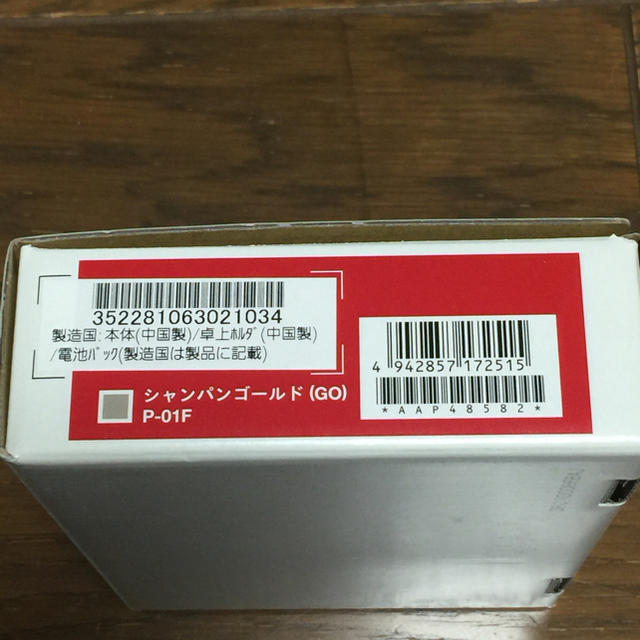 352281063021034
製造国:本体(中国製)/卓上ﾎﾙﾀﾞ(中国製)
/電池ﾊﾟｯｸ(製造国は製品に記載)
シャンパンゴールド(GO)
P-01F
4 942857 172515
*AAP48582*